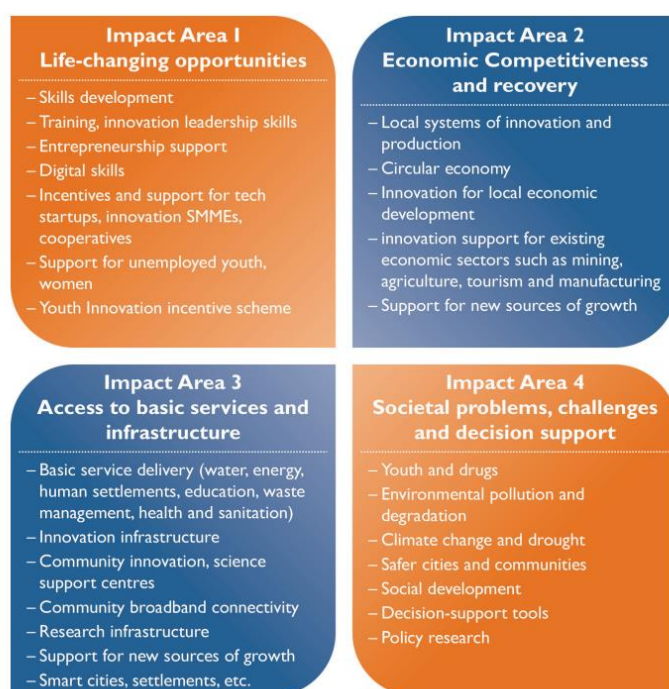 Impact Area 1
Life-changing opportunities
– Skills development
– Training, innovation leadership skills
– Entrepreneurship support
– Digital skills
– Incentives and support for tech
startups, innovation SMMEs,
cooperatives
– Support for unemployed youth,
women
– Youth Innovation incentive scheme
Impact Area 2
Economic Competitiveness
and recovery
– Local systems of innovation and
production
– Circular economy
– Innovation for local economic
development
– innovation support for existing
economic sectors such as mining,
agriculture, tourism and manufacturing
– Support for new sources of growth
Impact Area 3
Access to basic services and
infrastructure
– Basic service delivery (water, energy,
human settlements, education, waste
management, health and sanitation)
– Innovation infrastructure
– Community innovation, science
support centres
– Community broadband connectivity
– Research infrastructure
– Support for new sources of growth
– Smart cities, settlements, etc.
Impact Area 4
Societal problems, challenges
and decision support
– Youth and drugs
– Environmental pollution and
degradation
– Climate change and drought
– Safer cities and communities
– Social development
– Decision-support tools
– Policy research